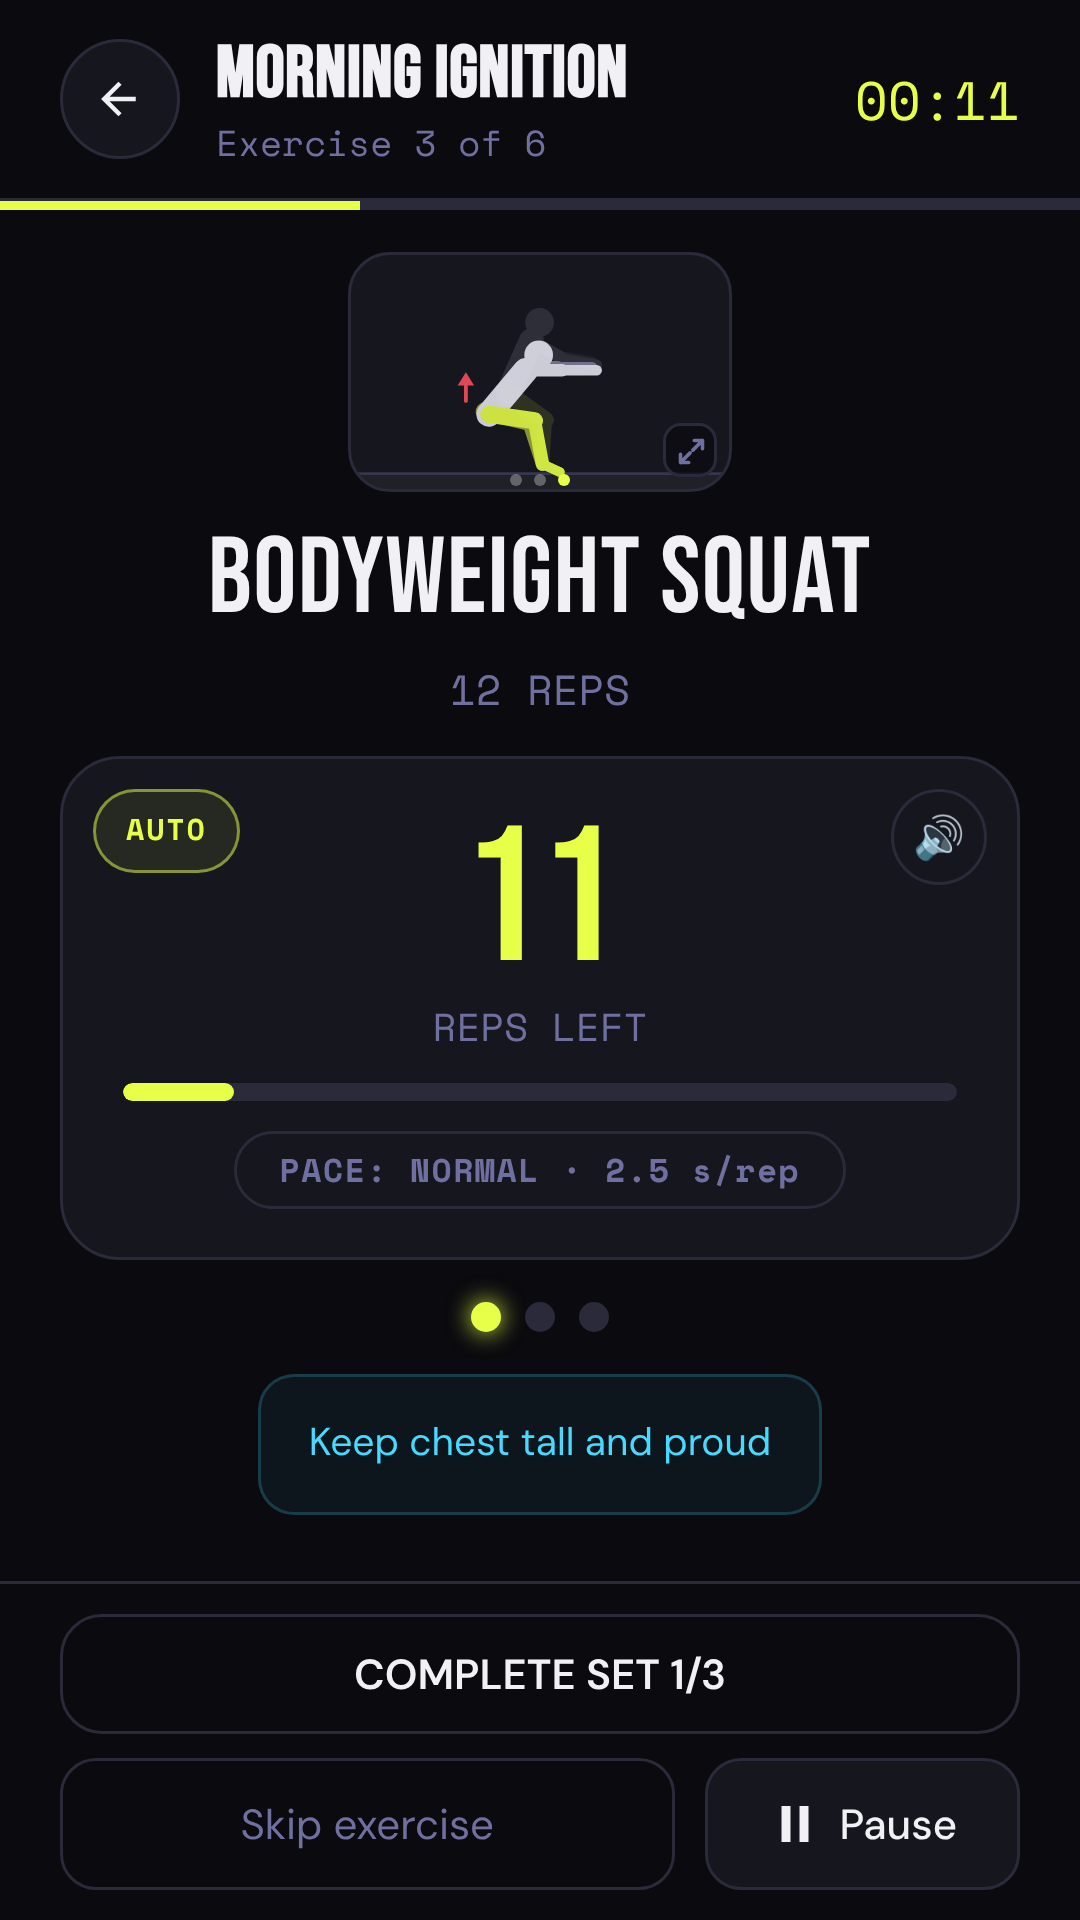 MORNING IGNITION
Exercise 3 of 6
00:11
BODYWEIGHT SQUAT
12 REPS
AUTO
11
REPS LEFT
PACE: NORMAL · 2.5 s/rep
Keep chest tall and proud
COMPLETE SET 1/3
Skip exercise
Pause